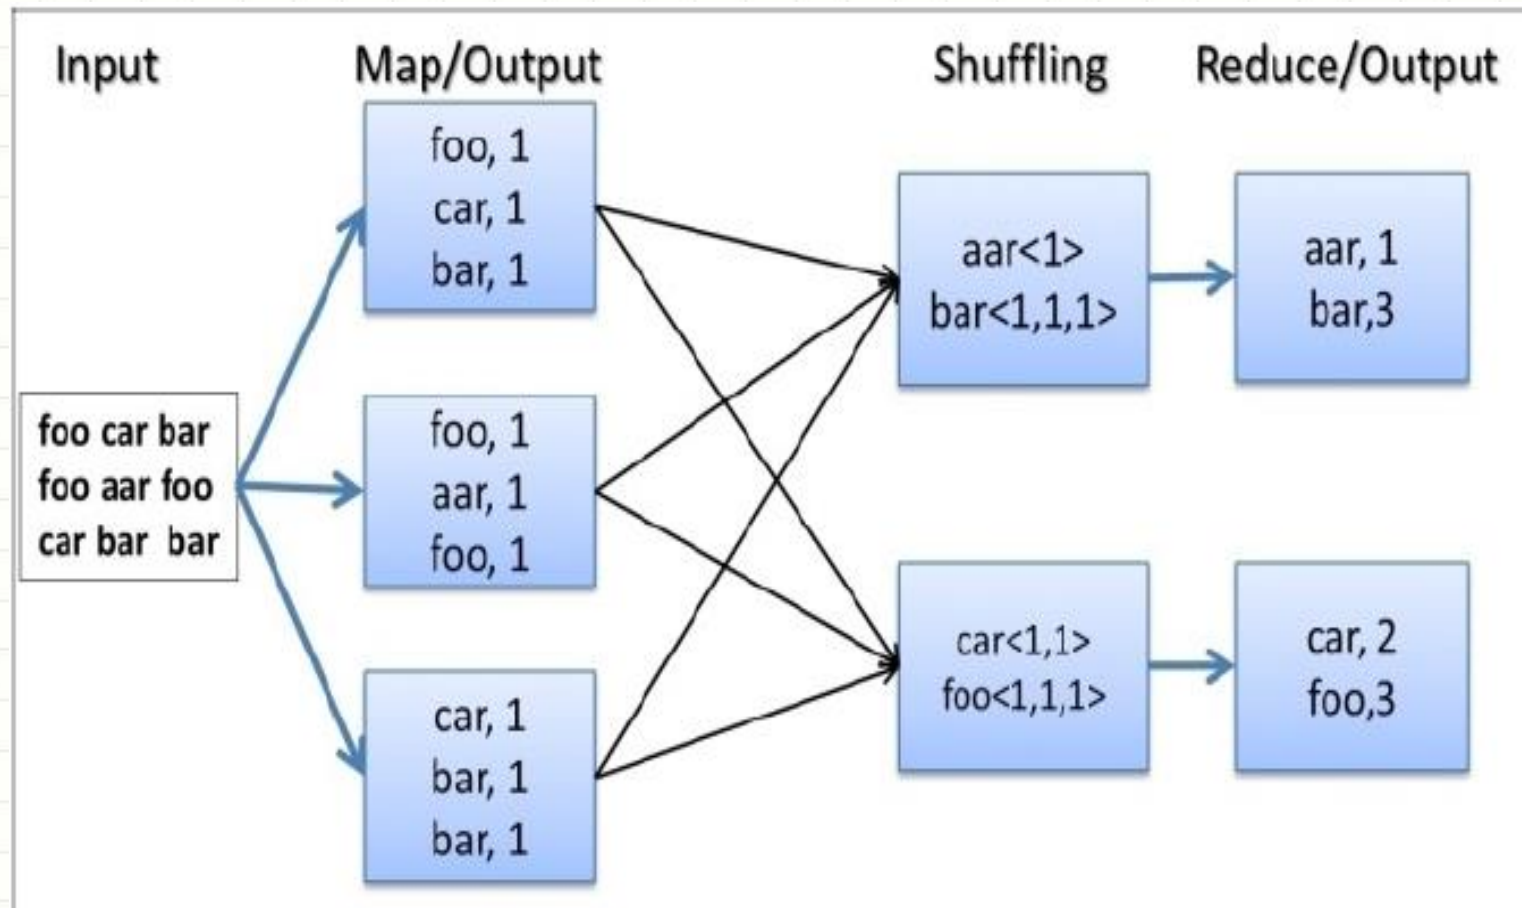 Input
Map/Output
Shuffling
Reduce/Output
foo car bar
foo aar foo
car bar  bar
foo, 1
car, 1
bar, 1
foo, 1
aar, 1
foo, 1
car, 1
bar, 1
bar, 1
aar<1>
bar<1,1,1>
car<1,1>
foo<1,1,1>
aar, 1
bar,3
car, 2
foo,3